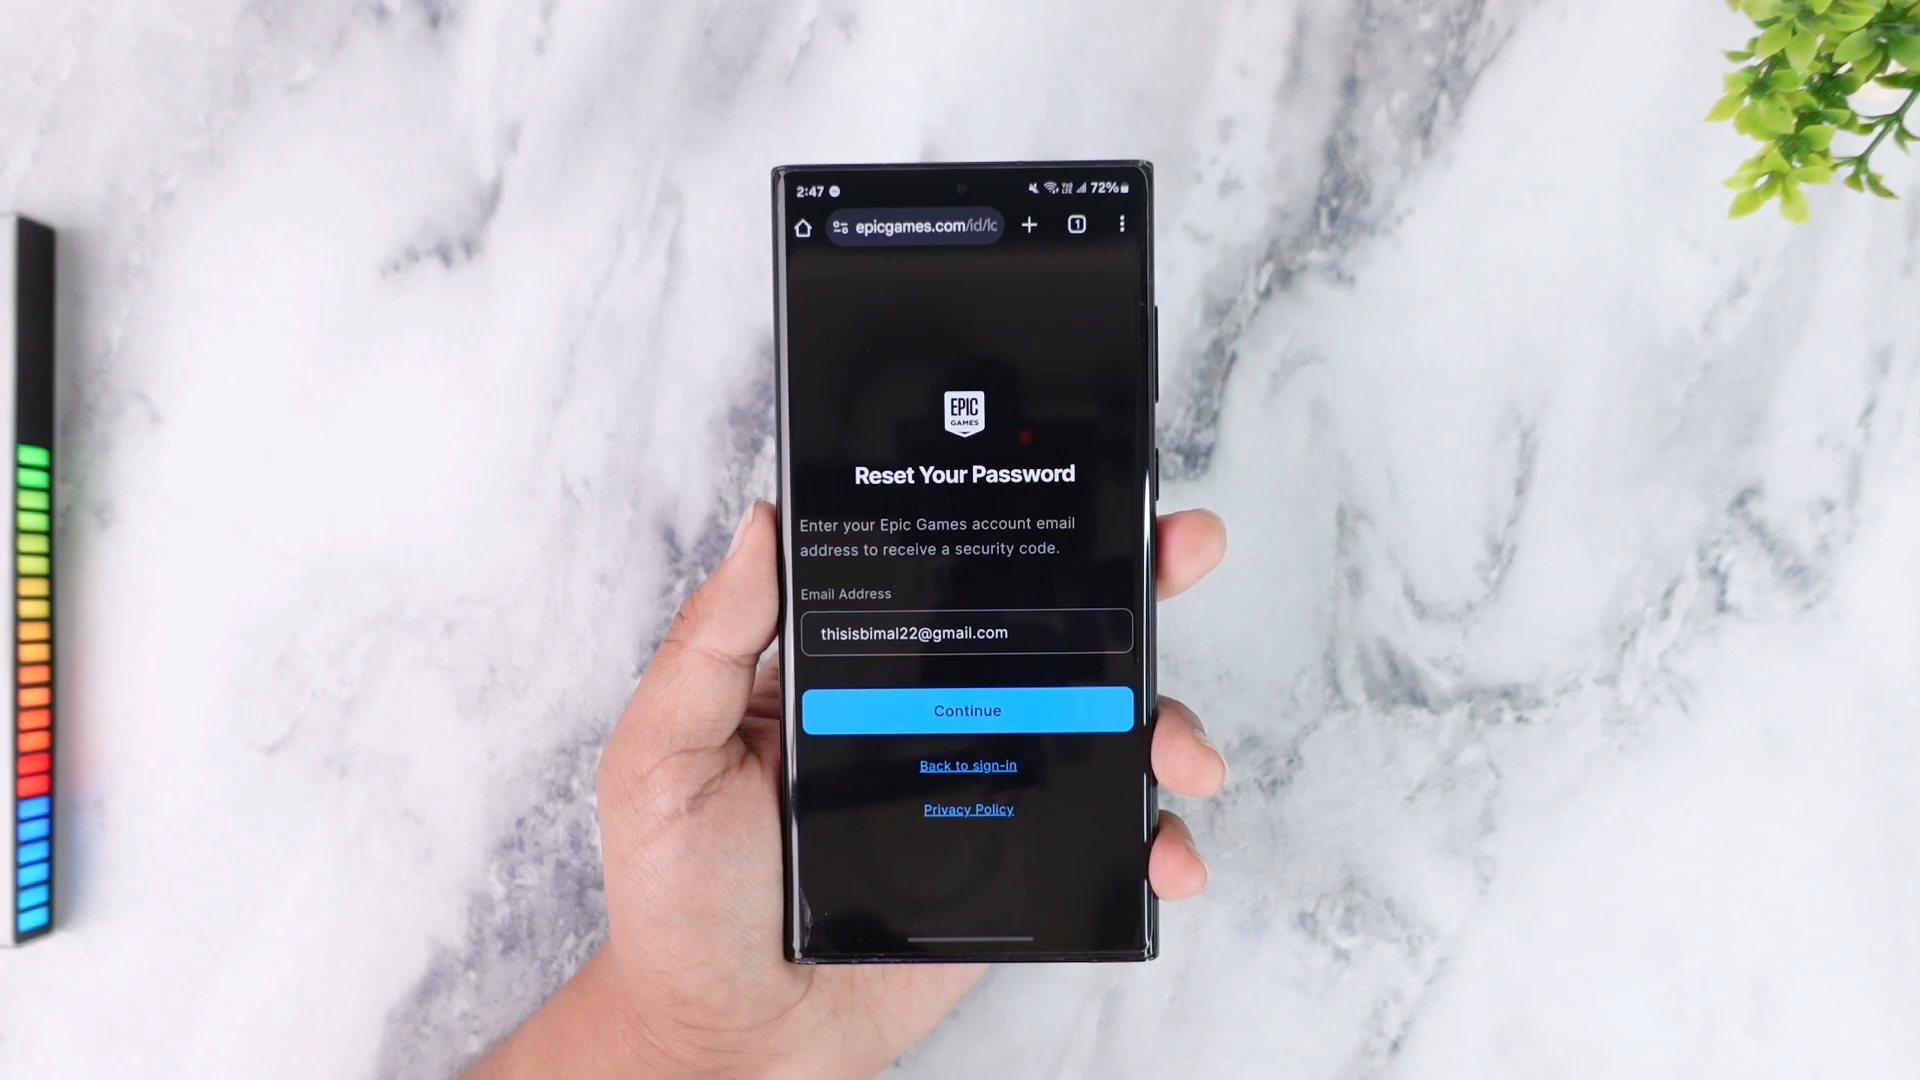 2:47 72%
epicgames.com/id/lc 1
EPIC
GAMES
Reset Your Password
Enter your Epic Games account email
address to receive a security code.
Email Address
thisisbimal22@gmail.com
Continue
Back to sign-in
Privacy Policy